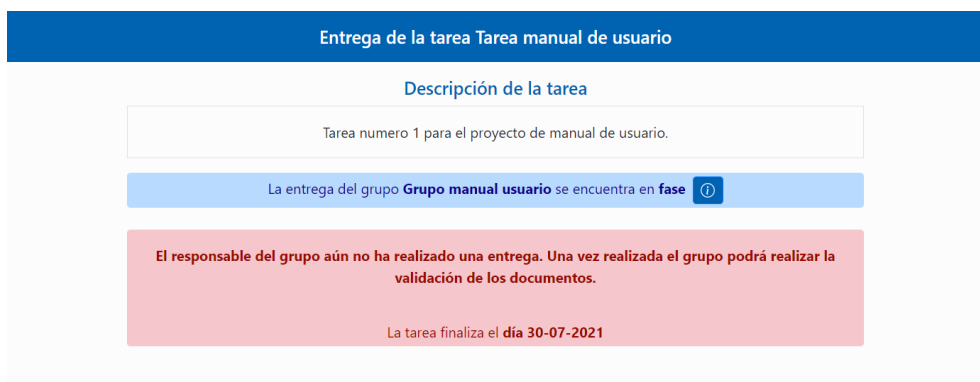 Entrega de la tarea Tarea manual de usuario
Descripción de la tarea
Tarea numero 1 para el proyecto de manual de usuario.
La entrega del grupo Grupo manual usuario se encuentra en fase
El responsable del grupo aún no ha realizado una entrega. Una vez realizada el grupo podrá realizar la
validación de los documentos.
La tarea finaliza el día 30-07-2021